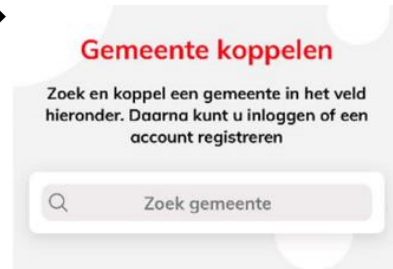 Gemeente koppelen
Zoek en koppel een gemeente in het veld
hieronder. Daarna kunt u inloggen of een
account registreren
Zoek gemeente